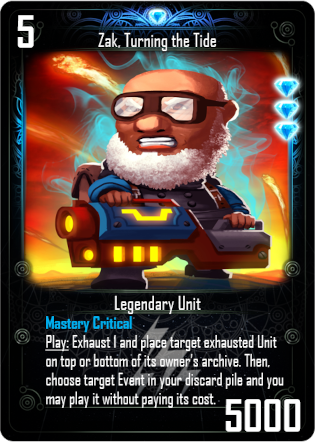 5
Zak, Turning the Tide
Legendary Unit
Mastery Critical
Play: Exhaust 1 and place target exhausted Unit
on top or bottom of its owner's archive. Then,
choose target Event in your discard pile and you
may play it without paying its cost.
5000